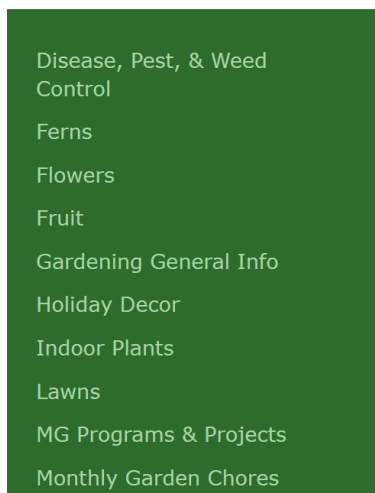 Disease, Pest, & Weed
Control
Ferns
Flowers
Fruit
Gardening General Info
Holiday Decor
Indoor Plants
Lawns
MG Programs & Projects
Monthly Garden Chores